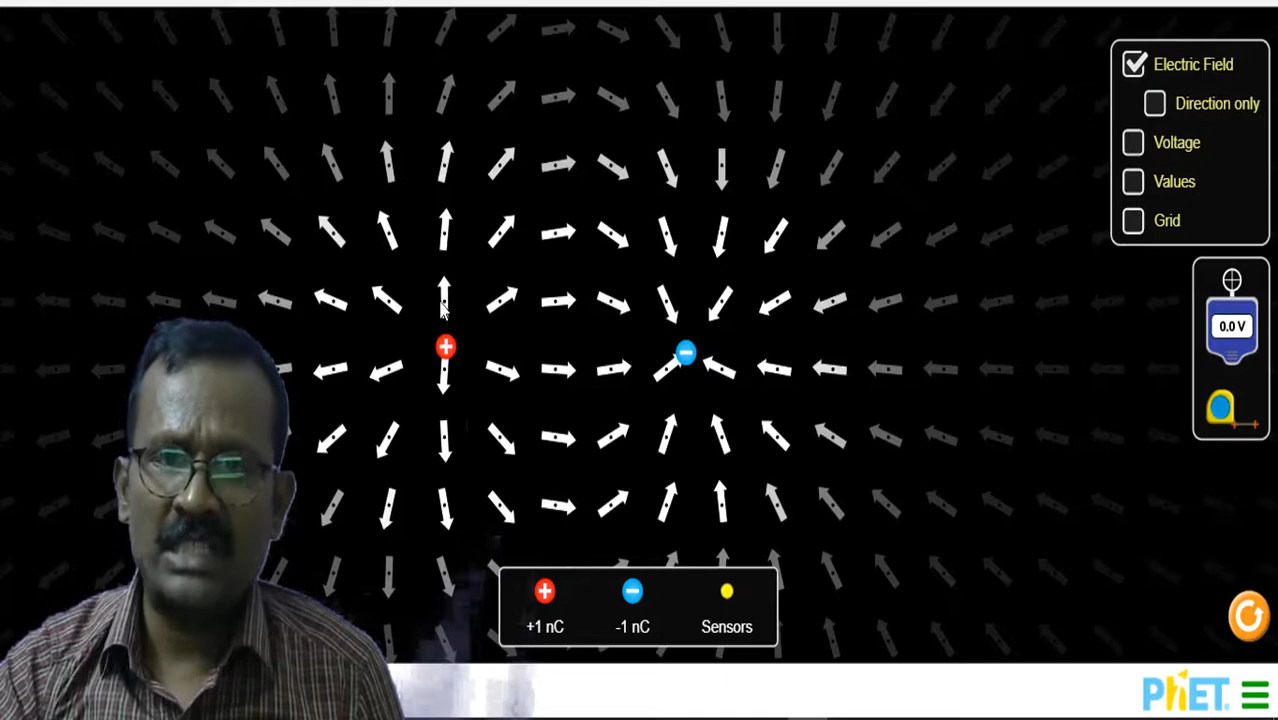 Electric Field
Direction only
Voltage
Values
Grid
0.0 V
+1 nC
-1 nC
Sensors
PhET